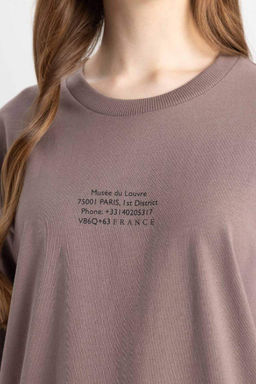 Musée du Louvre
75001 PARIS, 1st District
Phone: +33140205317
V86Q+63 FRANCE